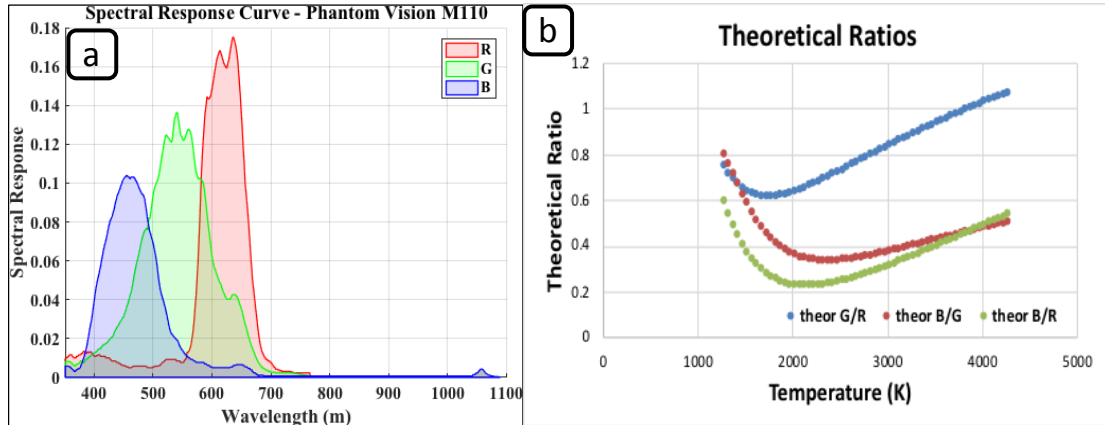 Spectral Response Curve - Phantom Vision M110
a
R
G
B
0.18
0.16
0.14
0.12
0.1
0.08
0.06
0.04
0.02
0
Spectral Response
400 500 600 700 800 900 1000 1100
Wavelength (m)
b
Theoretical Ratios
1.2
1
0.8
0.6
0.4
0.2
0
Theoretical Ratio
theor G/R theor B/G theor B/R
0 1000 2000 3000 4000 5000
Temperature (K)